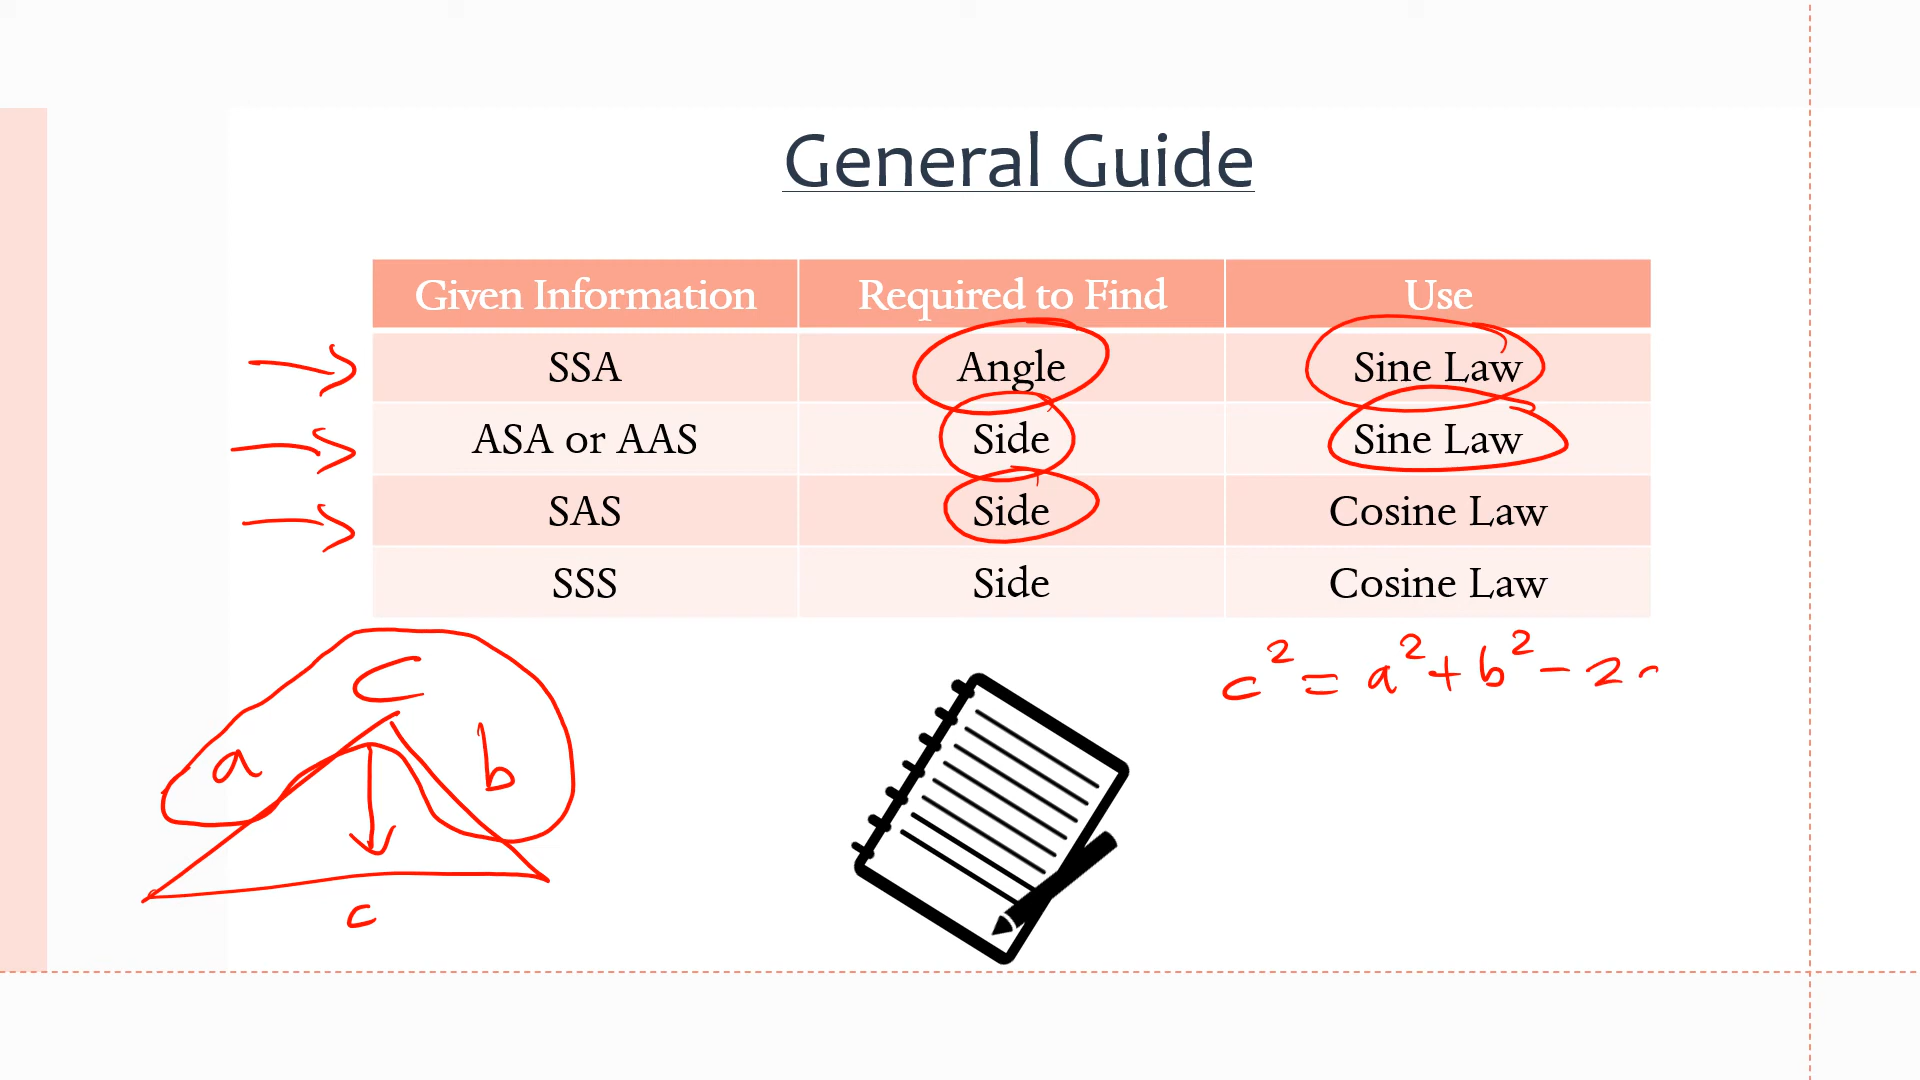 General Guide
Given Information Required to Find Use
SSA Angle Sine Law
ASA or AAS Side Sine Law
SAS Side Cosine Law
SSS Side Cosine Law
c² = a² + b² - 2
C
a b
c